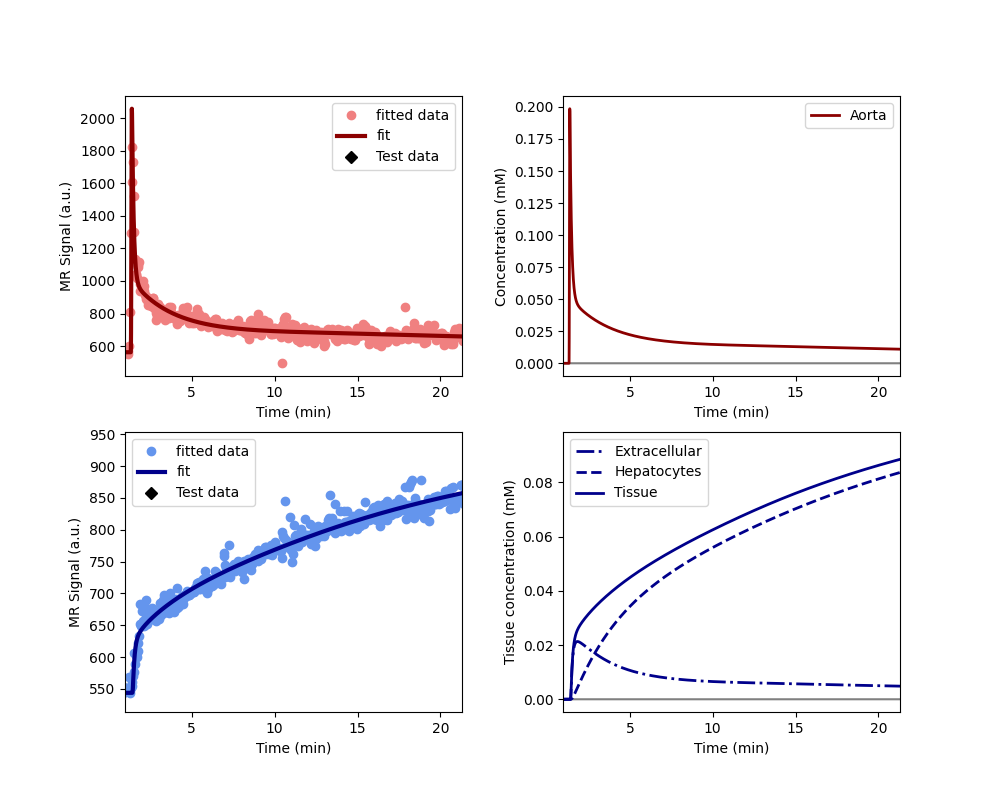 2000
1800
1600
1400
1200
1000
800
600
MR Signal (a.u.)
fitted data
fit
Test data
5
10
15
20
Time (min)
0.200
0.175
0.150
0.125
0.100
0.075
0.050
0.025
0.000
Concentration (mM)
Aorta
5
10
15
20
Time (min)
950
900
850
800
750
700
650
600
550
MR Signal (a.u.)
fitted data
fit
Test data
5
10
15
20
Time (min)
0.08
0.06
0.04
0.02
0.00
Tissue concentration (mM)
Extracellular
Hepatocytes
Tissue
5
10
15
20
Time (min)